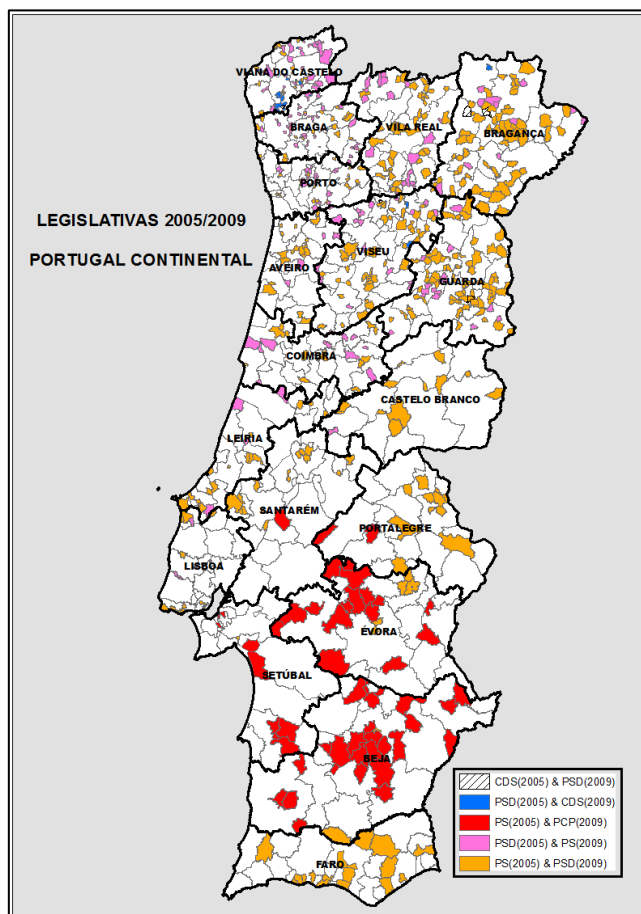 VIANA DO CASTELO
BRAGA
VILA REAL
BRAGANÇA
PORTO
LEGISLATIVAS 2005/2009
PORTUGAL CONTINENTAL
AVEIRO
VISEU
GUARDA
COIMBRA
CASTELO BRANCO
LEIRIA
SANTARÉM
PORTALEGRE
LISBOA
ÉVORA
SETÚBAL
BEJA
FARO
CDS(2005) & PSD(2009)
PSD(2005) & CDS(2009)
PS(2005) & PCP(2009)
PSD(2005) & PS(2009)
PS(2005) & PSD(2009)